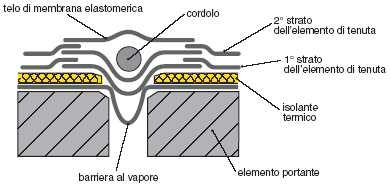 telo di membrana elastomerica
cordolo
2° strato
dell'elemento di tenuta
1° strato
dell'elemento di tenuta
isolante
termico
barriera al vapore
elemento portante